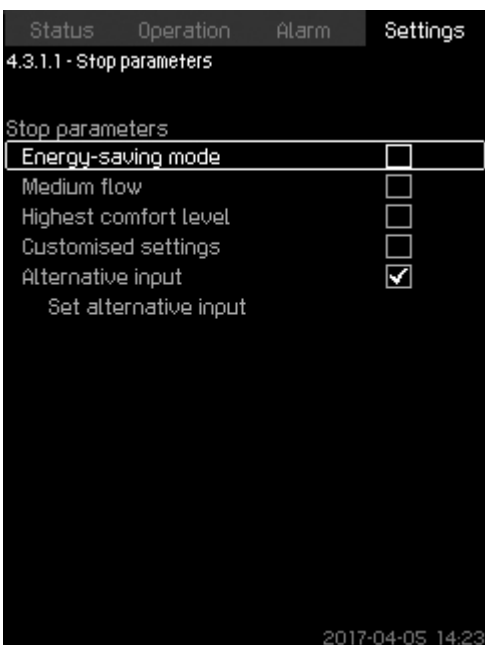 Status Operation Alarm Settings
4.3.1.1 - Stop parameters
Stop parameters
Energy-saving mode
Medium flow
Highest comfort level
Customised settings
Alternative input
Set alternative input
2017-04-05 14:23